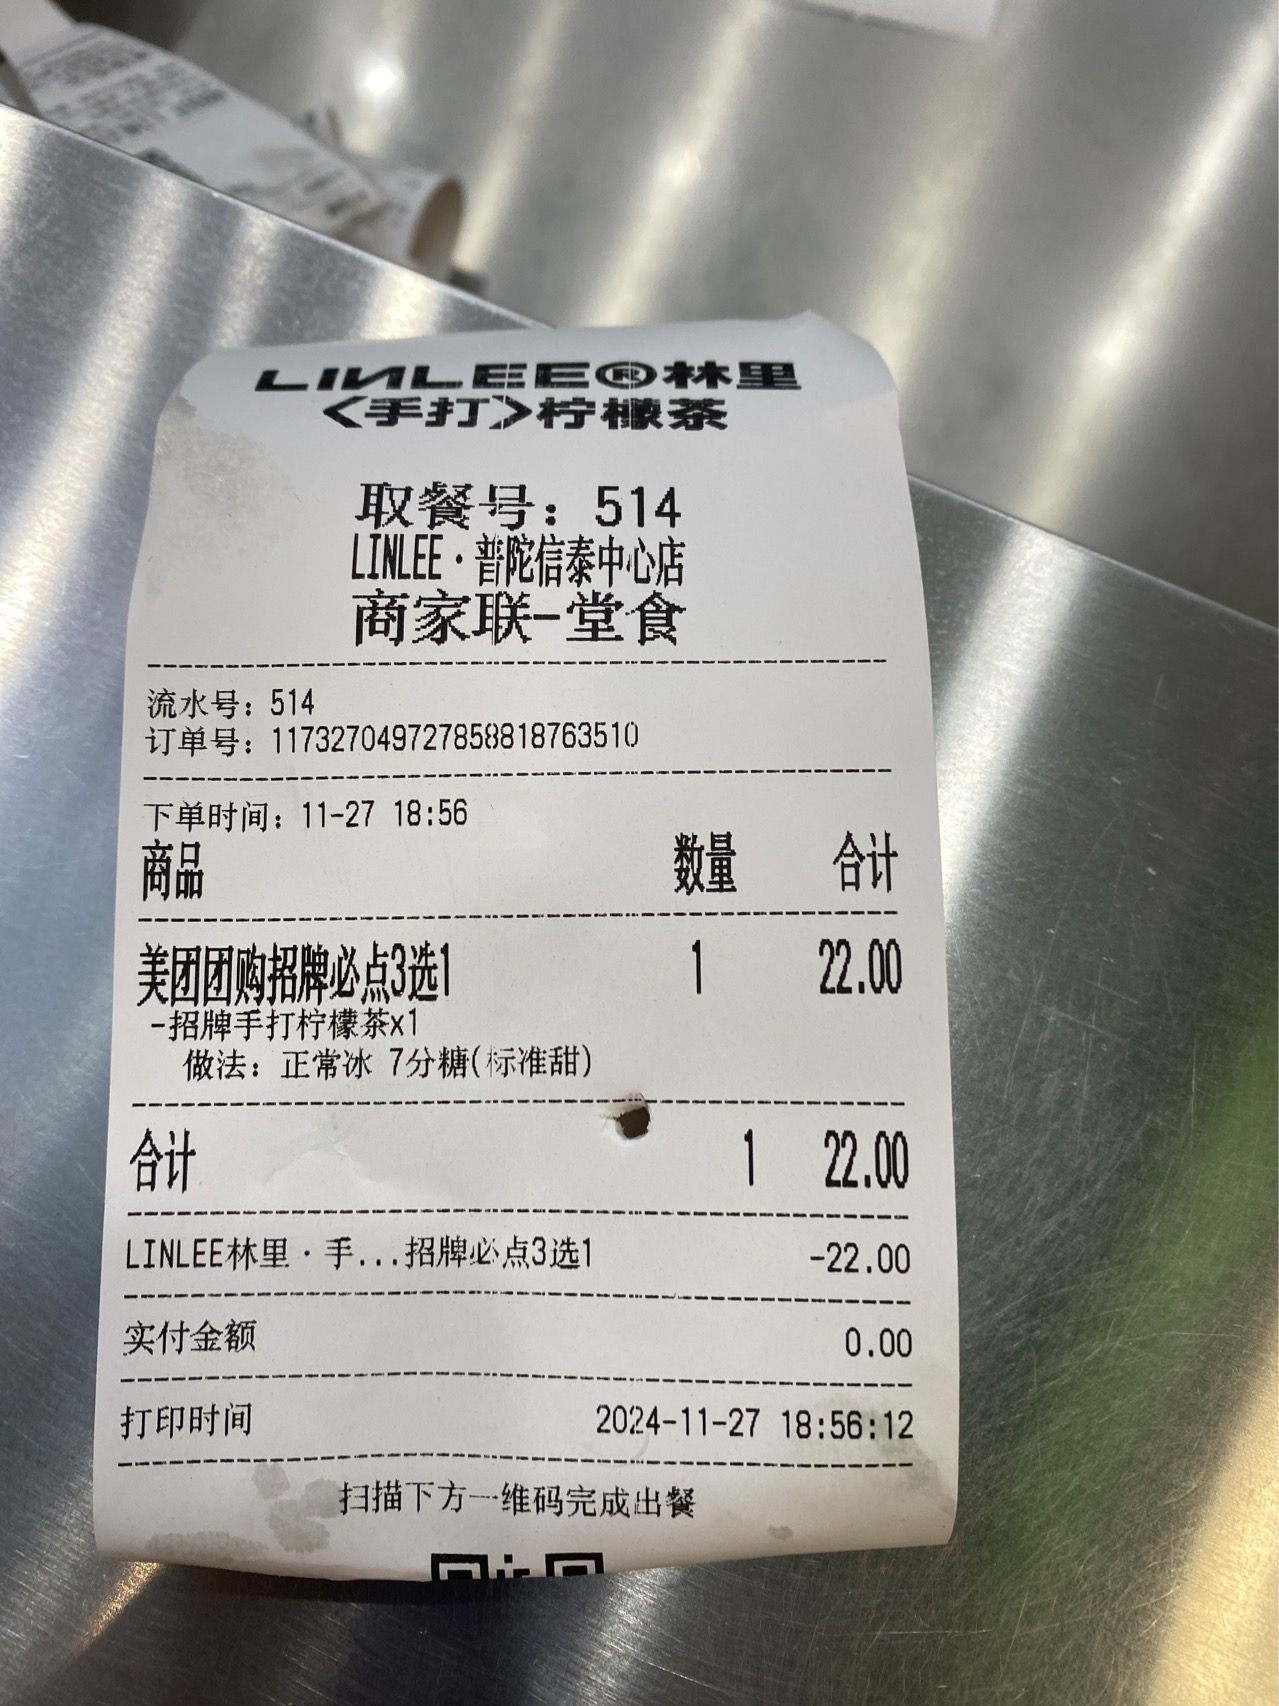 LINLEE®林里
<手打>柠檬茶
取餐号：514
LINLEE·普陀信泰中心店
商家联-堂食
流水号：514
订单号：117327049727858818763510
下单时间：11-27 18:56
商品 数量 合计
美团团购招牌必点3选1 1 22.00
-招牌手打柠檬茶x1
做法：正常冰 7分糖(标准甜)
合计 1 22.00
LINLEE林里·手...招牌必点3选1 -22.00
实付金额 0.00
打印时间 2024-11-27 18:56:12
扫描下方一维码完成出餐